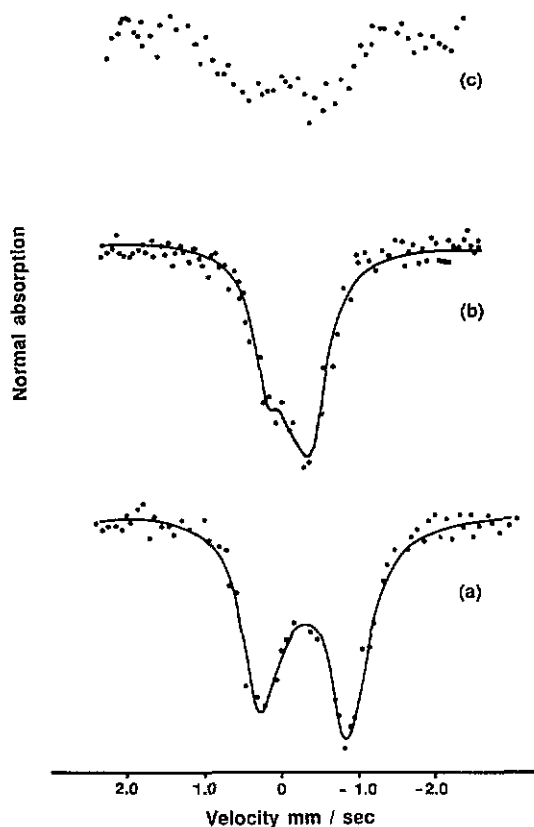 (c)
Normal absorption
(b)
(a)
2.0 1.0 0 - 1.0 -2.0
Velocity mm / sec